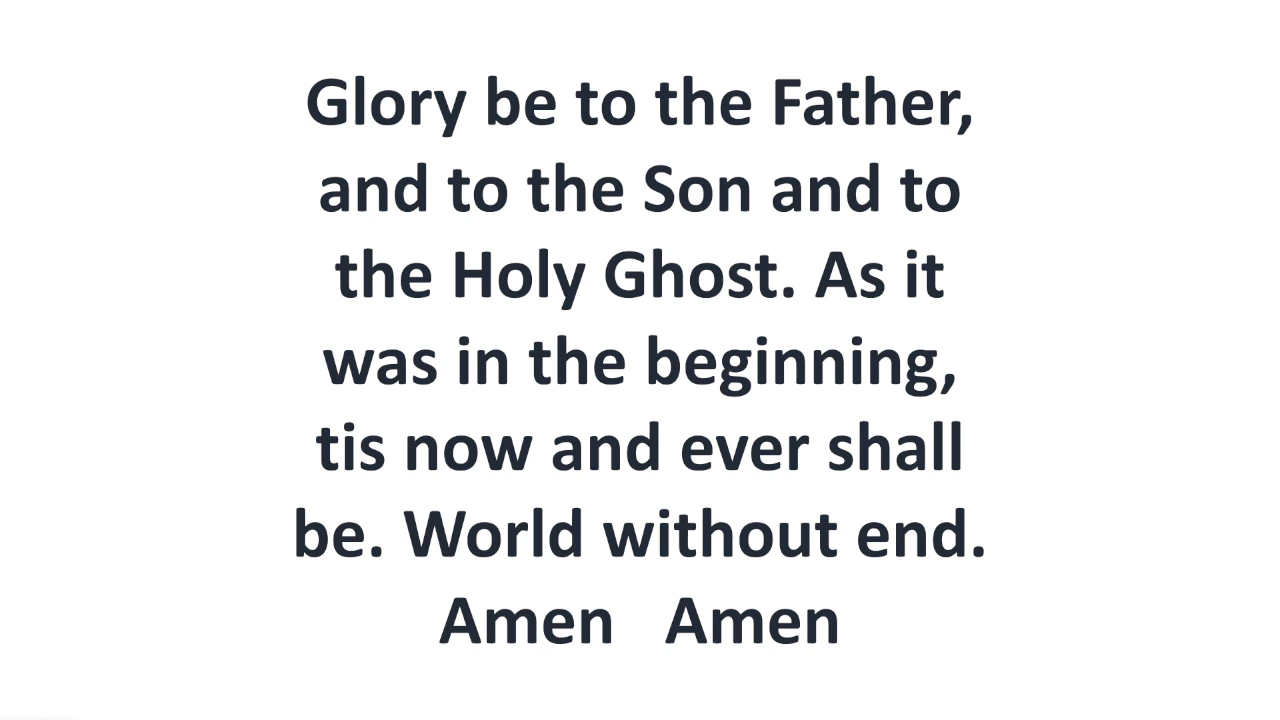 Glory be to the Father,
and to the Son and to
the Holy Ghost. As it
was in the beginning,
tis now and ever shall
be. World without end.
Amen   Amen